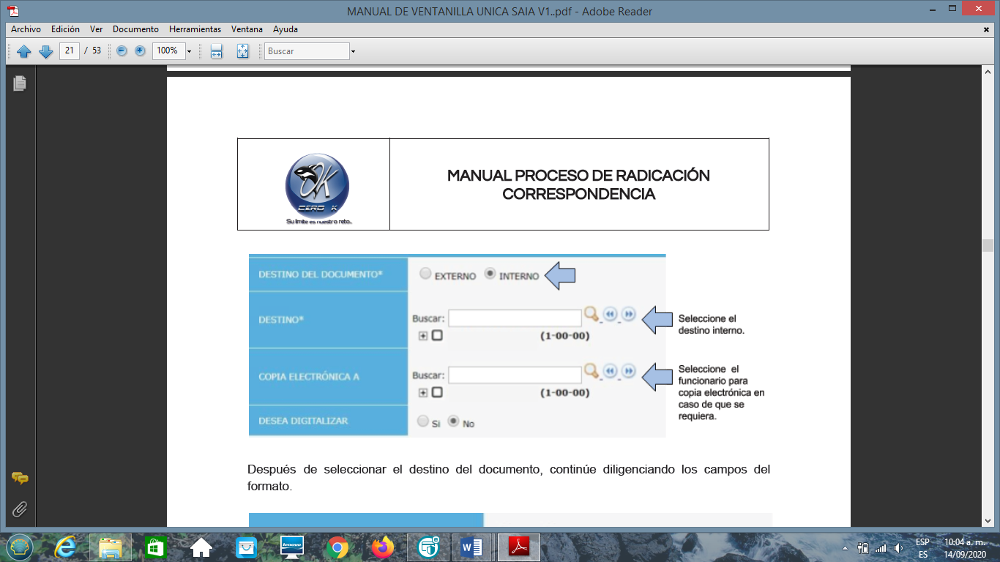 MANUAL DE VENTANILLA UNICA SAIA V1..pdf - Adobe Reader
Archivo Edición Ver Documento Herramientas Ventana Ayuda
21 / 53 100% Buscar
OK
CERO K
Su límite es nuestro reto..
MANUAL PROCESO DE RADICACIÓN
CORRESPONDENCIA
DESTINO DEL DOCUMENTO* EXTERNO INTERNO
DESTINO* Buscar:
(1-00-00)
Seleccione el
destino interno.
COPIA ELECTRÓNICA A Buscar:
(1-00-00)
Seleccione el
funcionario para
copia electrónica en
caso de que se
requiera.
DESEA DIGITALIZAR Si No
Después de seleccionar el destino del documento, continúe diligenciando los campos del
formato.
lenovo
ESP
ES
10:04 a. m.
14/09/2020